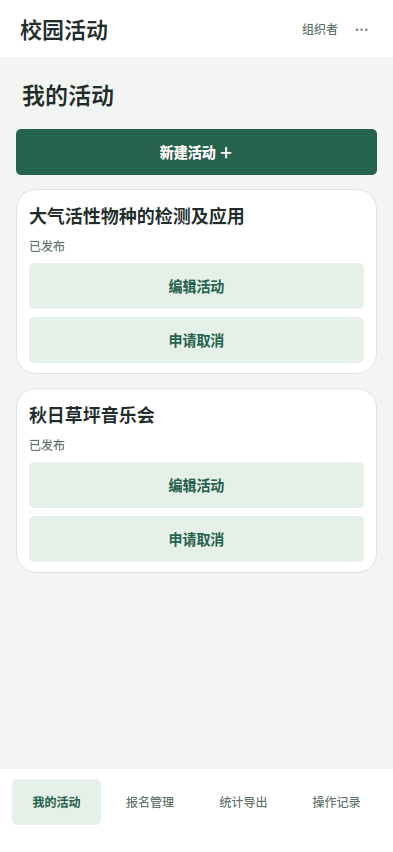 校园活动
组织者 ···
我的活动
新建活动 +
大气活性物种的检测及应用
已发布
编辑活动
申请取消
秋日草坪音乐会
已发布
编辑活动
申请取消
我的活动 报名管理 统计导出 操作记录